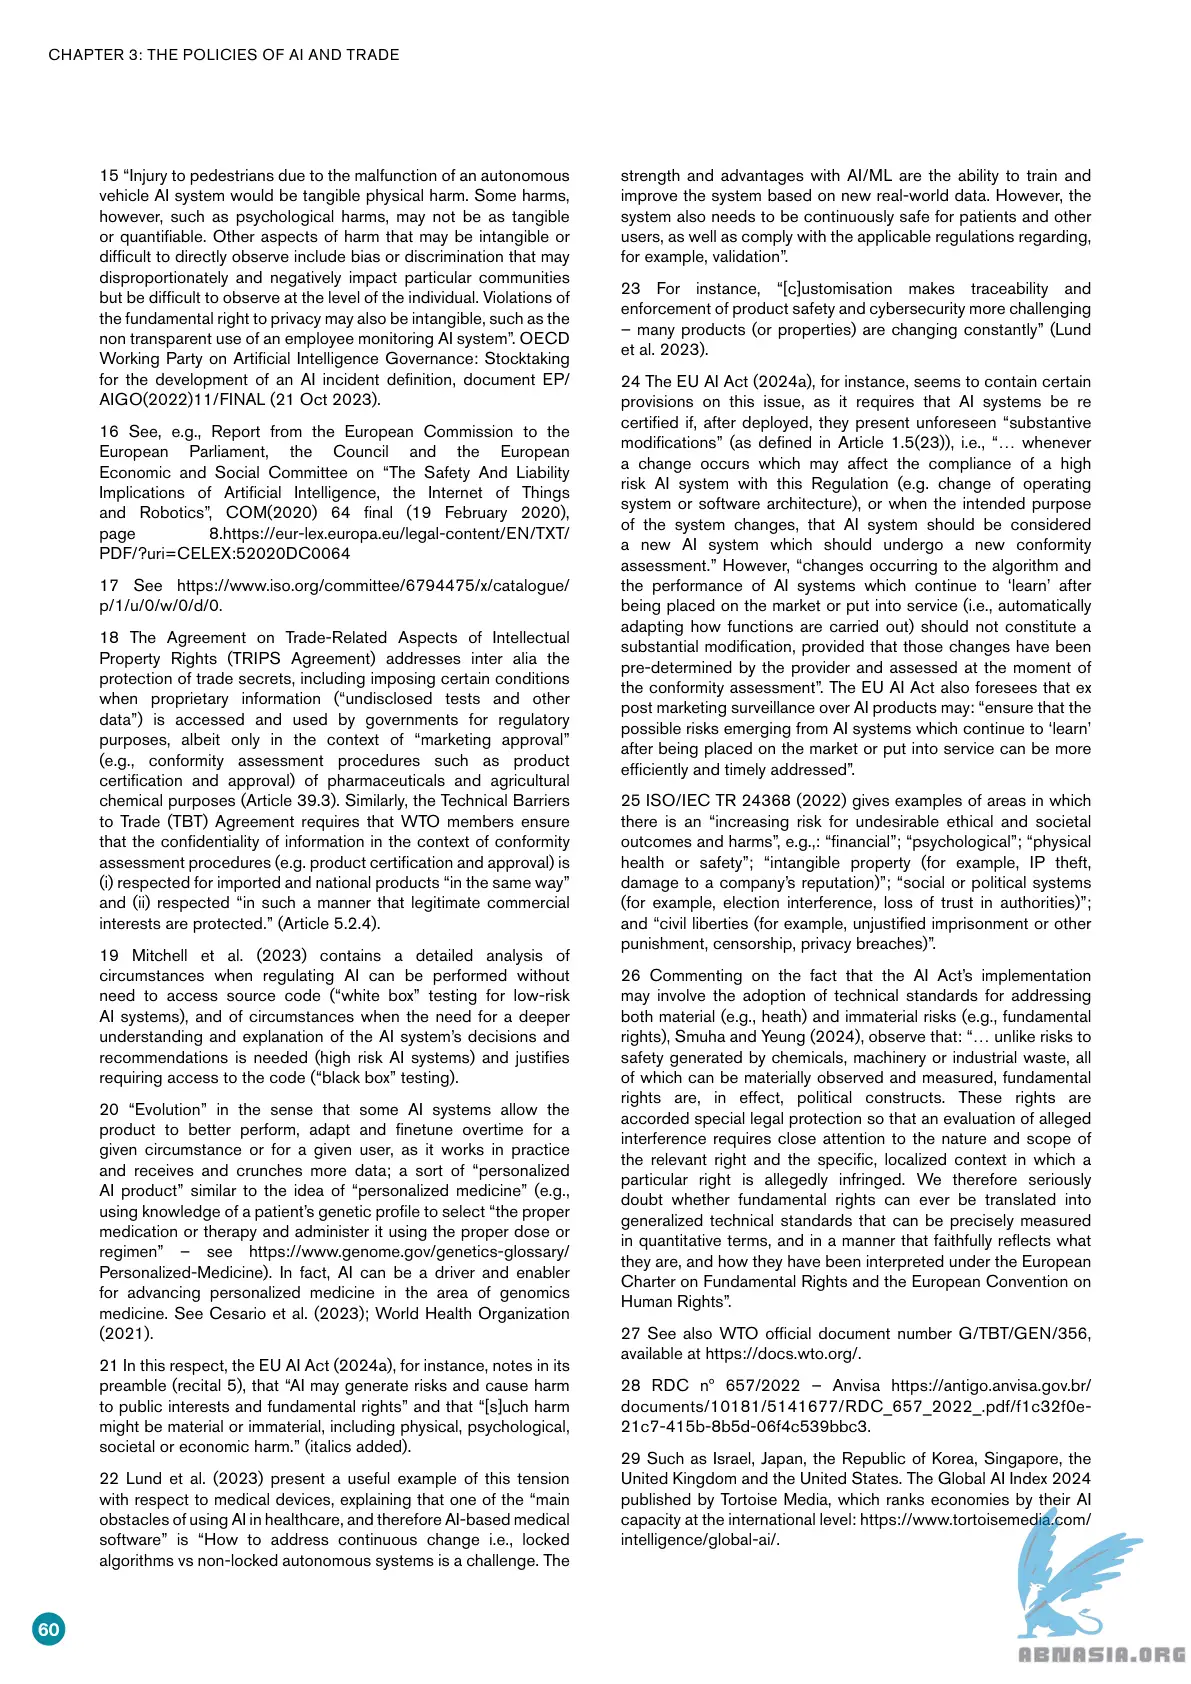 CHAPTER 3: THE POLICIES OF AI AND TRADE
15 “Injury to pedestrians due to the malfunction of an autonomous
vehicle AI system would be tangible physical harm. Some harms,
however, such as psychological harms, may not be as tangible
or quantifiable. Other aspects of harm that may be intangible or
difficult to directly observe include bias or discrimination that may
disproportionately and negatively impact particular communities
but be difficult to observe at the level of the individual. Violations of
the fundamental right to privacy may also be intangible, such as the
non transparent use of an employee monitoring AI system”. OECD
Working Party on Artificial Intelligence Governance: Stocktaking
for the development of an AI incident definition, document EP/
AIGO(2022)11/FINAL (21 Oct 2023).
16 See, e.g., Report from the European Commission to the
European Parliament, the Council and the European
Economic and Social Committee on “The Safety And Liability
Implications of Artificial Intelligence, the Internet of Things
and Robotics”, COM(2020) 64 final (19 February 2020),
page 8.https://eur-lex.europa.eu/legal-content/EN/TXT/
PDF/?uri=CELEX:52020DC0064
17 See https://www.iso.org/committee/6794475/x/catalogue/
p/1/u/0/w/0/d/0.
18 The Agreement on Trade-Related Aspects of Intellectual
Property Rights (TRIPS Agreement) addresses inter alia the
protection of trade secrets, including imposing certain conditions
when proprietary information (“undisclosed tests and other
data”) is accessed and used by governments for regulatory
purposes, albeit only in the context of “marketing approval”
(e.g., conformity assessment procedures such as product
certification and approval) of pharmaceuticals and agricultural
chemical purposes (Article 39.3). Similarly, the Technical Barriers
to Trade (TBT) Agreement requires that WTO members ensure
that the confidentiality of information in the context of conformity
assessment procedures (e.g. product certification and approval) is
(i) respected for imported and national products “in the same way”
and (ii) respected “in such a manner that legitimate commercial
interests are protected.” (Article 5.2.4).
19 Mitchell et al. (2023) contains a detailed analysis of
circumstances when regulating AI can be performed without
need to access source code (“white box” testing for low-risk
AI systems), and of circumstances when the need for a deeper
understanding and explanation of the AI system’s decisions and
recommendations is needed (high risk AI systems) and justifies
requiring access to the code (“black box” testing).
20 “Evolution” in the sense that some AI systems allow the
product to better perform, adapt and finetune overtime for a
given circumstance or for a given user, as it works in practice
and receives and crunches more data; a sort of “personalized
AI product” similar to the idea of “personalized medicine” (e.g.,
using knowledge of a patient’s genetic profile to select “the proper
medication or therapy and administer it using the proper dose or
regimen” – see https://www.genome.gov/genetics-glossary/
Personalized-Medicine). In fact, AI can be a driver and enabler
for advancing personalized medicine in the area of genomics
medicine. See Cesario et al. (2023); World Health Organization
(2021).
21 In this respect, the EU AI Act (2024a), for instance, notes in its
preamble (recital 5), that “AI may generate risks and cause harm
to public interests and fundamental rights” and that “[s]uch harm
might be material or immaterial, including physical, psychological,
societal or economic harm.” (italics added).
22 Lund et al. (2023) present a useful example of this tension
with respect to medical devices, explaining that one of the “main
obstacles of using AI in healthcare, and therefore AI-based medical
software” is “How to address continuous change i.e., locked
algorithms vs non-locked autonomous systems is a challenge. The
strength and advantages with AI/ML are the ability to train and
improve the system based on new real-world data. However, the
system also needs to be continuously safe for patients and other
users, as well as comply with the applicable regulations regarding,
for example, validation”.
23 For instance, “[c]ustomisation makes traceability and
enforcement of product safety and cybersecurity more challenging
– many products (or properties) are changing constantly” (Lund
et al. 2023).
24 The EU AI Act (2024a), for instance, seems to contain certain
provisions on this issue, as it requires that AI systems be re
certified if, after deployed, they present unforeseen “substantive
modifications” (as defined in Article 1.5(23)), i.e., “… whenever
a change occurs which may affect the compliance of a high
risk AI system with this Regulation (e.g. change of operating
system or software architecture), or when the intended purpose
of the system changes, that AI system should be considered
a new AI system which should undergo a new conformity
assessment.” However, “changes occurring to the algorithm and
the performance of AI systems which continue to ‘learn’ after
being placed on the market or put into service (i.e., automatically
adapting how functions are carried out) should not constitute a
substantial modification, provided that those changes have been
pre-determined by the provider and assessed at the moment of
the conformity assessment”. The EU AI Act also foresees that ex
post marketing surveillance over AI products may: “ensure that the
possible risks emerging from AI systems which continue to ‘learn’
after being placed on the market or put into service can be more
efficiently and timely addressed”.
25 ISO/IEC TR 24368 (2022) gives examples of areas in which
there is an “increasing risk for undesirable ethical and societal
outcomes and harms”, e.g.,: “financial”; “psychological”; “physical
health or safety”; “intangible property (for example, IP theft,
damage to a company’s reputation)”; “social or political systems
(for example, election interference, loss of trust in authorities)”;
and “civil liberties (for example, unjustified imprisonment or other
punishment, censorship, privacy breaches)”.
26 Commenting on the fact that the AI Act’s implementation
may involve the adoption of technical standards for addressing
both material (e.g., heath) and immaterial risks (e.g., fundamental
rights), Smuha and Yeung (2024), observe that: “… unlike risks to
safety generated by chemicals, machinery or industrial waste, all
of which can be materially observed and measured, fundamental
rights are, in effect, political constructs. These rights are
accorded special legal protection so that an evaluation of alleged
interference requires close attention to the nature and scope of
the relevant right and the specific, localized context in which a
particular right is allegedly infringed. We therefore seriously
doubt whether fundamental rights can ever be translated into
generalized technical standards that can be precisely measured
in quantitative terms, and in a manner that faithfully reflects what
they are, and how they have been interpreted under the European
Charter on Fundamental Rights and the European Convention on
Human Rights”.
27 See also WTO official document number G/TBT/GEN/356,
available at https://docs.wto.org/.
28 RDC nº 657/2022 – Anvisa https://antigo.anvisa.gov.br/
documents/10181/5141677/RDC_657_2022_.pdf/f1c32f0e-
21c7-415b-8b5d-06f4c539bbc3.
29 Such as Israel, Japan, the Republic of Korea, Singapore, the
United Kingdom and the United States. The Global AI Index 2024
published by Tortoise Media, which ranks economies by their AI
capacity at the international level: https://www.tortoisemedia.com/
intelligence/global-ai/.
60
ABNASIA.ORG